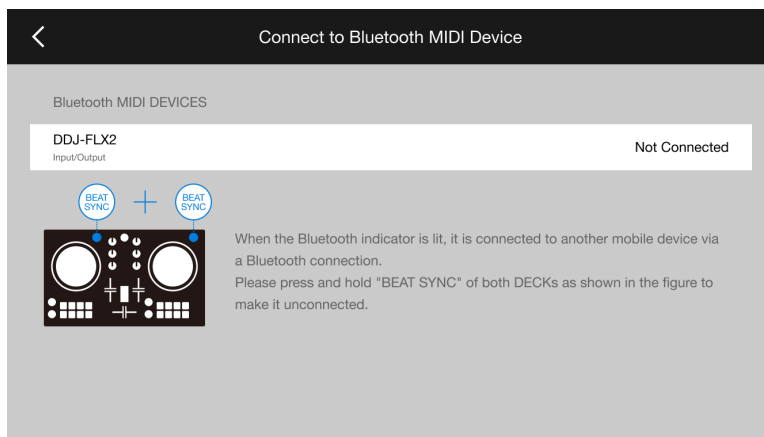 Connect to Bluetooth MIDI Device
Bluetooth MIDI DEVICES
DDJ-FLX2
Input/Output
Not Connected
BEAT
SYNC
BEAT
SYNC
When the Bluetooth indicator is lit, it is connected to another mobile device via
a Bluetooth connection.
Please press and hold "BEAT SYNC" of both DECKs as shown in the figure to
make it unconnected.